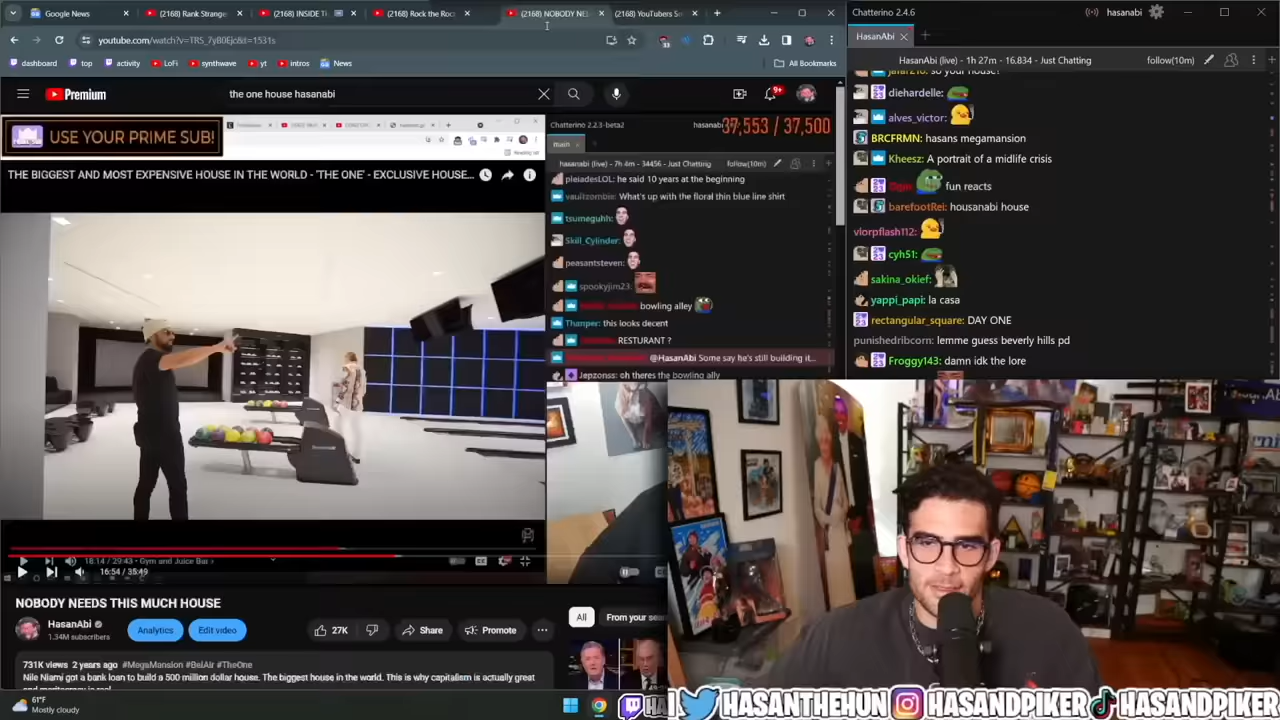 Google News
(2168) Rank Strange
(2168) INSIDE T
(2168) Rock the Roc
(2168) NOBODY NE
(2168) YouTubers S
youtube.com/watch?v=TRS_7yB0Ejc&t=1531s
dashboard
top
activity
LoFi
synthwave
yt
intros
News
All Bookmarks
Premium
the one house hasanabi
9+
USE YOUR PRIME SUB!
THE BIGGEST AND MOST EXPENSIVE HOUSE IN THE WORLD - 'THE ONE' - EXCLUSIVE HOUSE...
Chatterino 2.2.3-beta2
hasanab
37,553 / 37,500
main
hasanabi (live) - 7h 4m - 34456 - Just Chatting
follow(10m)
pleiadesLOL: he said 10 years at the beginning
vaultzombie: What's up with the floral thin blue line shirt
tsumeguhh:
Skill_Cylinder:
peasantsteven:
spookyjim23:
bowling alley
Thanper: this looks decent
RESTURANT ?
@HasanAbi Some say he's still building it...
Jepzonss: oh theres the bowling ally
18:14 / 29:43 • Gym and Juice Bar
16:54 / 35:49
NOBODY NEEDS THIS MUCH HOUSE
HasanAbi
1.34M subscribers
Analytics
Edit video
27K
Share
Promote
All
From your sea
731K views 2 years ago #MegaMansion #BelAir #TheOne
Nile Niami got a bank loan to build a 500 million dollar house. The biggest house in the world. This is why capitalism is actually great
61°F
Mostly cloudy
Chatterino 2.4.6
hasanabi
HasanAbi
HasanAbi (live) - 1h 27m - 16.834 - Just Chatting
follow(10m)
so your house?
diehardelle:
alves_victor:
BRCFRMN: hasans megamansion
Kheesz: A portrait of a midlife crisis
fun reacts
barefootRei: housanabi house
vlorpflash112:
cyh51:
sakina_okief:
yappi_papi: la casa
rectangular_square: DAY ONE
punishedribcorn: lemme guess beverly hills pd
Froggy143: damn idk the lore
HASANTHEHUN
HASANDPIKER
HASANDPIKER